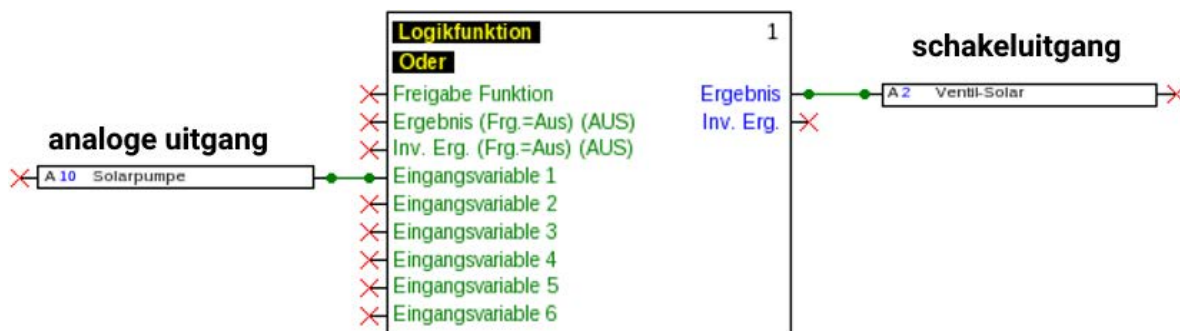 Logikfunktion 1
Oder
Freigabe Funktion
Ergebnis (Frg.=Aus) (AUS)
Inv. Erg. (Frg.=Aus) (AUS)
Eingangsvariable 1
Eingangsvariable 2
Eingangsvariable 3
Eingangsvariable 4
Eingangsvariable 5
Eingangsvariable 6
Ergebnis
Inv. Erg.
analoge uitgang
A 10 Solarpumpe
schakeluitgang
A 2 Ventil-Solar